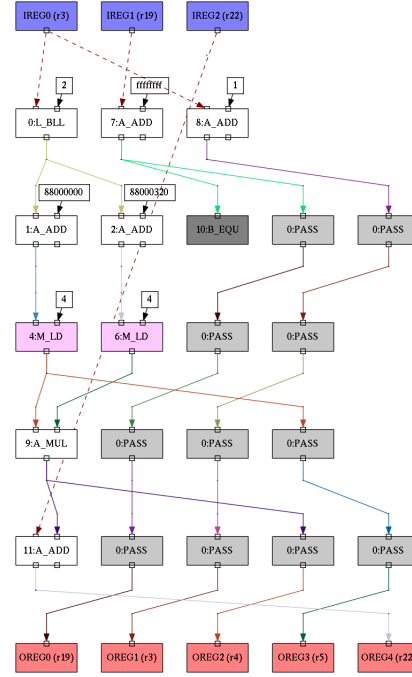 IREG0 (r3) IREG1 (r19) IREG2 (r22)
2 ffffffff 1
0:L_BLL 7:A_ADD 8:A_ADD
88000000 88000320
1:A_ADD 2:A_ADD 10:B_EQU 0:PASS 0:PASS
4 4
4:M_LD 6:M_LD 0:PASS 0:PASS
9:A_MUL 0:PASS 0:PASS 0:PASS
11:A_ADD 0:PASS 0:PASS 0:PASS 0:PASS
OREG0 (r19) OREG1 (r3) OREG2 (r4) OREG3 (r5) OREG4 (r22